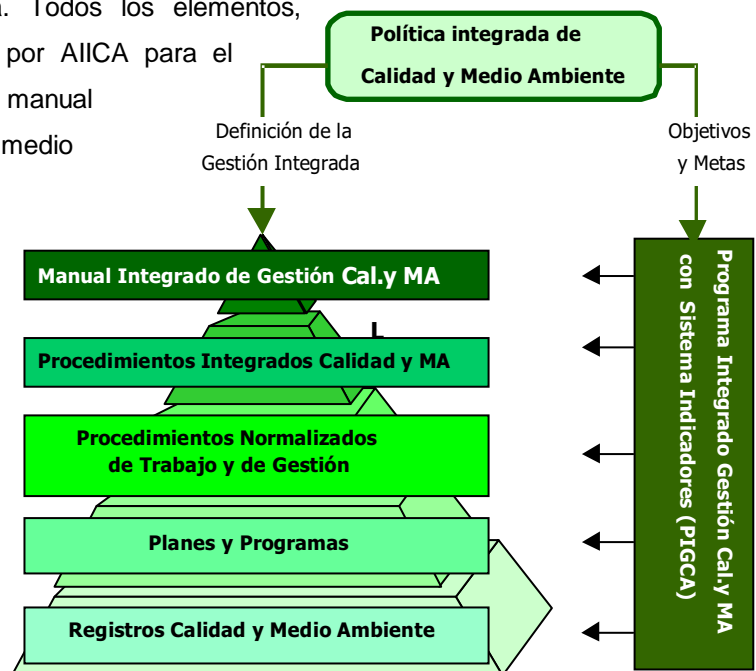 a. Todos los elementos,
por AIICA para el
manual
medio
Política integrada de
Calidad y Medio Ambiente
Definición de la
Gestión Integrada
Objetivos
y Metas
Manual Integrado de Gestión Cal.y MA
L
Procedimientos Integrados Calidad y MA
Procedimientos Normalizados
de Trabajo y de Gestión
Planes y Programas
Registros Calidad y Medio Ambiente
Programa Integrado Gestión Cal.y MA
con Sistema Indicadores (PIGCA)